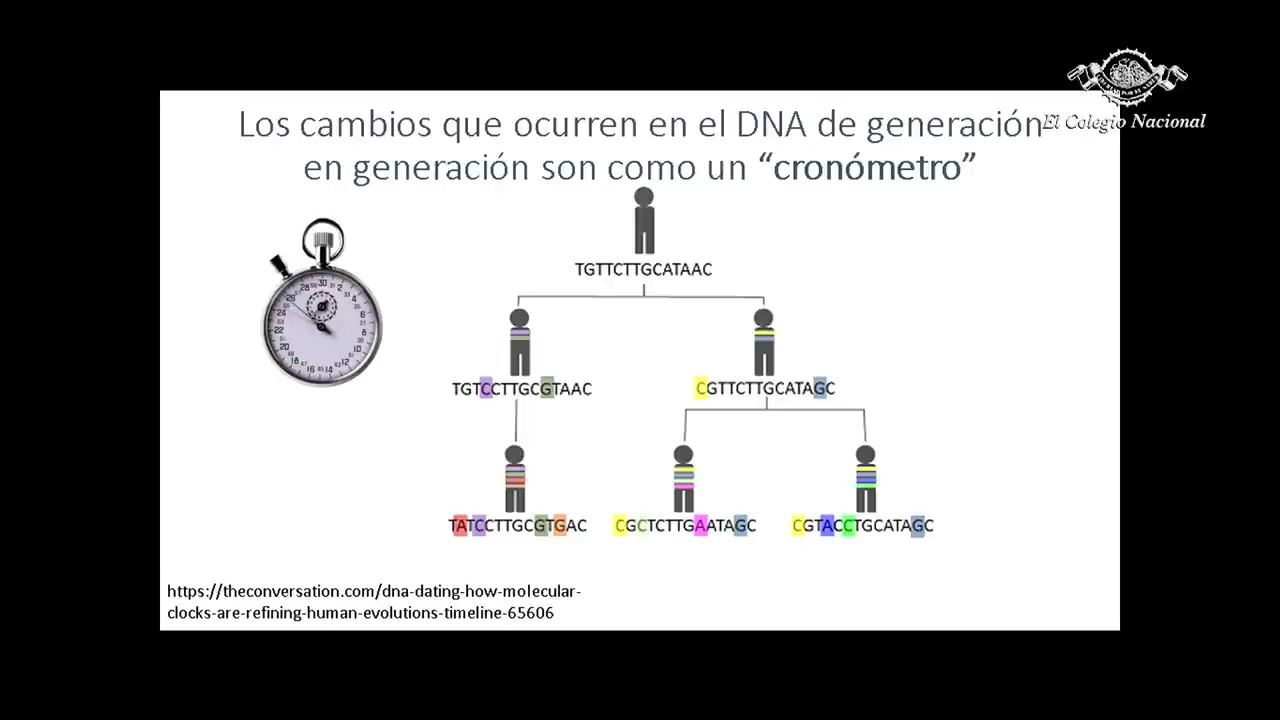 El Colegio Nacional
Los cambios que ocurren en el DNA de generación
en generación son como un “cronómetro”
TGTTCTTGCATAAC
TGTCCTTGCGTAAC
CGTTCTTGCATAGC
TATCCTTGCGTGAC
CGCTCTTGAATAGC
CGTACCTGCATAGC
https://theconversation.com/dna-dating-how-molecular-
clocks-are-refining-human-evolutions-timeline-65606